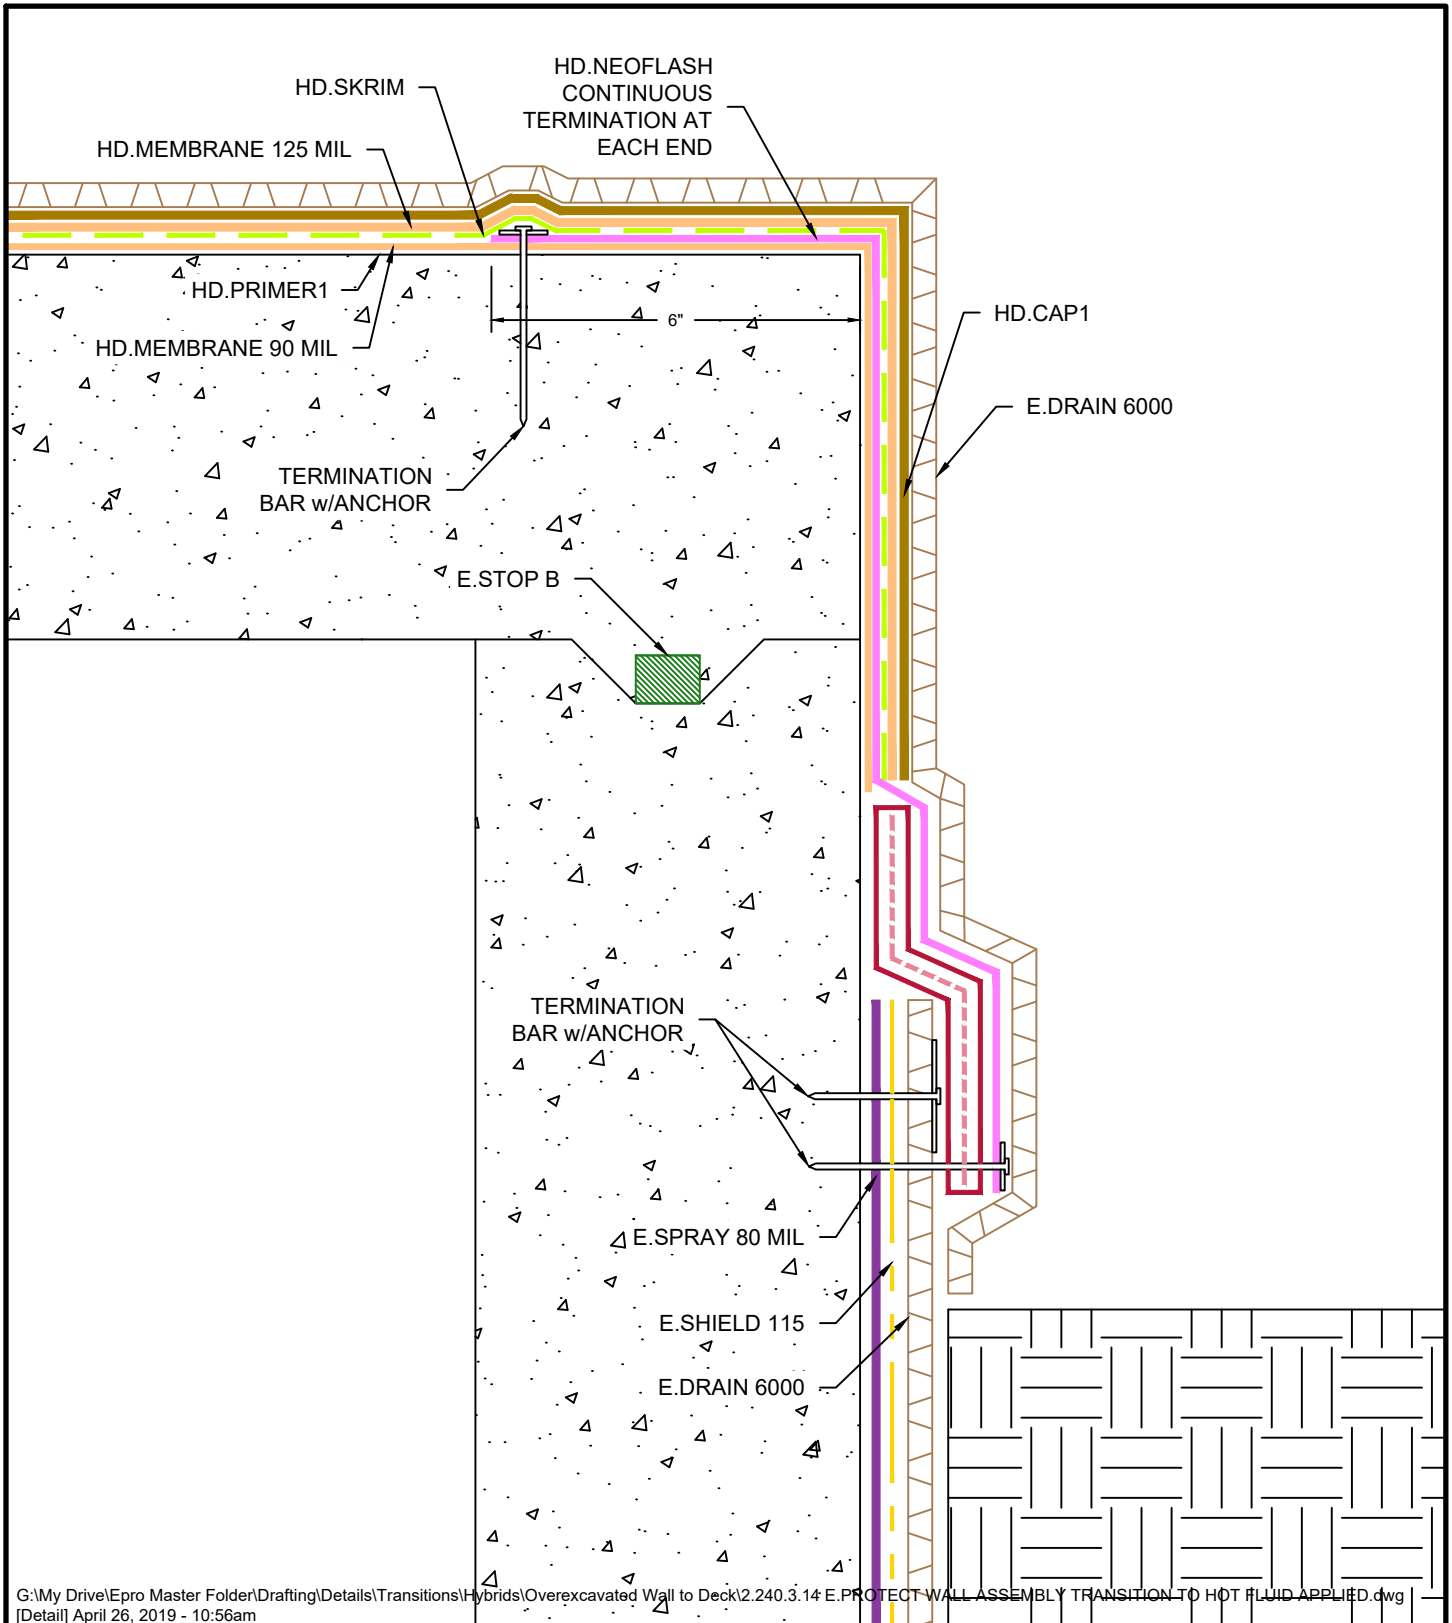 HD.SKRIM
HD.NEOFLASH
CONTINUOUS
TERMINATION AT
EACH END
HD.MEMBRANE 125 MIL
HD.PRIMER1
6"
HD.CAP1
HD.MEMBRANE 90 MIL
E.DRAIN 6000
TERMINATION
BAR w/ANCHOR
E.STOP B
TERMINATION
BAR w/ANCHOR
E.SPRAY 80 MIL
E.SHIELD 115
E.DRAIN 6000
G:\My Drive\Epro Master Folder\Drafting\Details\Transitions\Hybrids\Overexcavated Wall to Deck\2.240.3.14 E.PROTECT WALL ASSEMBLY TRANSITION TO HOT FLUID APPLIED.dwg
[Detail] April 26, 2019 - 10:56am